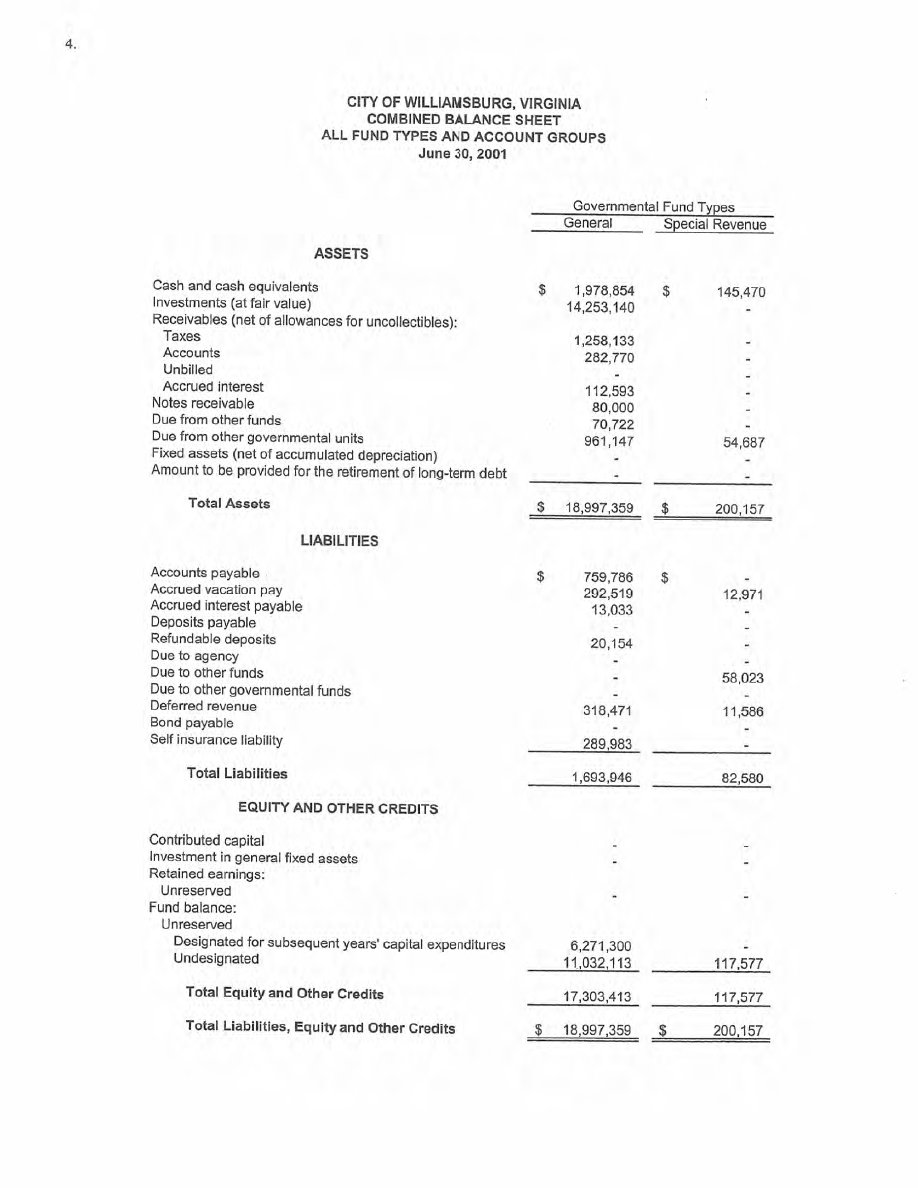 4.
CITY OF WILLIAMSBURG, VIRGINIA
COMBINED BALANCE SHEET
ALL FUND TYPES AND ACCOUNT GROUPS
June 30, 2001
Governmental Fund Types
General Special Revenue
ASSETS
Cash and cash equivalents $ 1,978,854 $ 145,470
Investments (at fair value) 14,253,140 -
Receivables (net of allowances for uncollectibles):
Taxes 1,258,133 -
Accounts 282,770 -
Unbilled - -
Accrued interest 112,593 -
Notes receivable 80,000 -
Due from other funds 70,722 -
Due from other governmental units 961,147 54,687
Fixed assets (net of accumulated depreciation) - -
Amount to be provided for the retirement of long-term debt - -
Total Assets $ 18,997,359 $ 200,157
LIABILITIES
Accounts payable $ 759,786 $ -
Accrued vacation pay 292,519 12,971
Accrued interest payable 13,033 -
Deposits payable - -
Refundable deposits 20,154 -
Due to agency - -
Due to other funds - 58,023
Due to other governmental funds - -
Deferred revenue 318,471 11,586
Bond payable - -
Self insurance liability 289,983 -
Total Liabilities 1,693,946 82,580
EQUITY AND OTHER CREDITS
Contributed capital - -
Investment in general fixed assets - -
Retained earnings:
Unreserved - -
Fund balance:
Unreserved
Designated for subsequent years' capital expenditures 6,271,300 -
Undesignated 11,032,113 117,577
Total Equity and Other Credits 17,303,413 117,577
Total Liabilities, Equity and Other Credits $ 18,997,359 $ 200,157